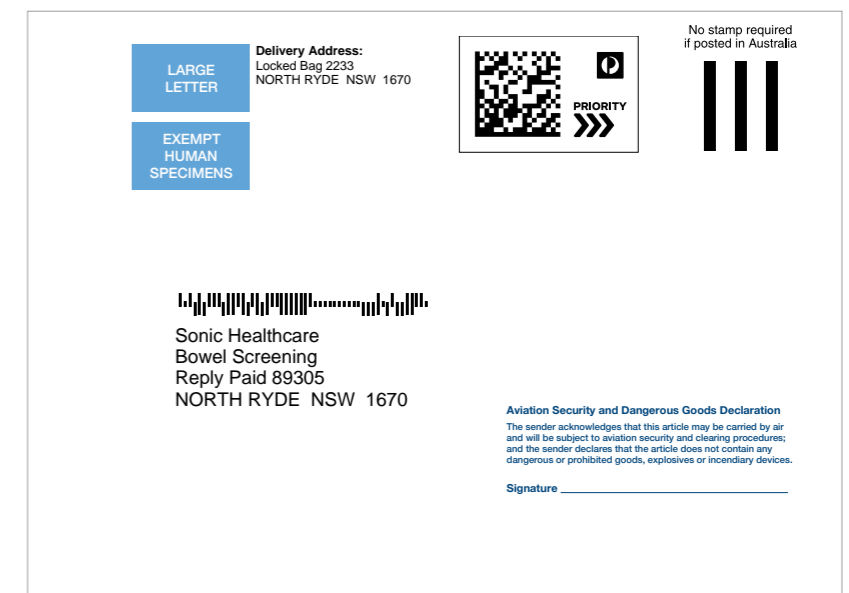 LARGE
LETTER
Delivery Address:
Locked Bag 2233
NORTH RYDE  NSW  1670
PRIORITY
No stamp required
if posted in Australia
EXEMPT
HUMAN
SPECIMENS
Sonic Healthcare
Bowel Screening
Reply Paid 89305
NORTH RYDE  NSW  1670
Aviation Security and Dangerous Goods Declaration
The sender acknowledges that this article may be carried by air
and will be subject to aviation security and clearing procedures;
and the sender declares that the article does not contain any
dangerous or prohibited goods, explosives or incendiary devices.
Signature